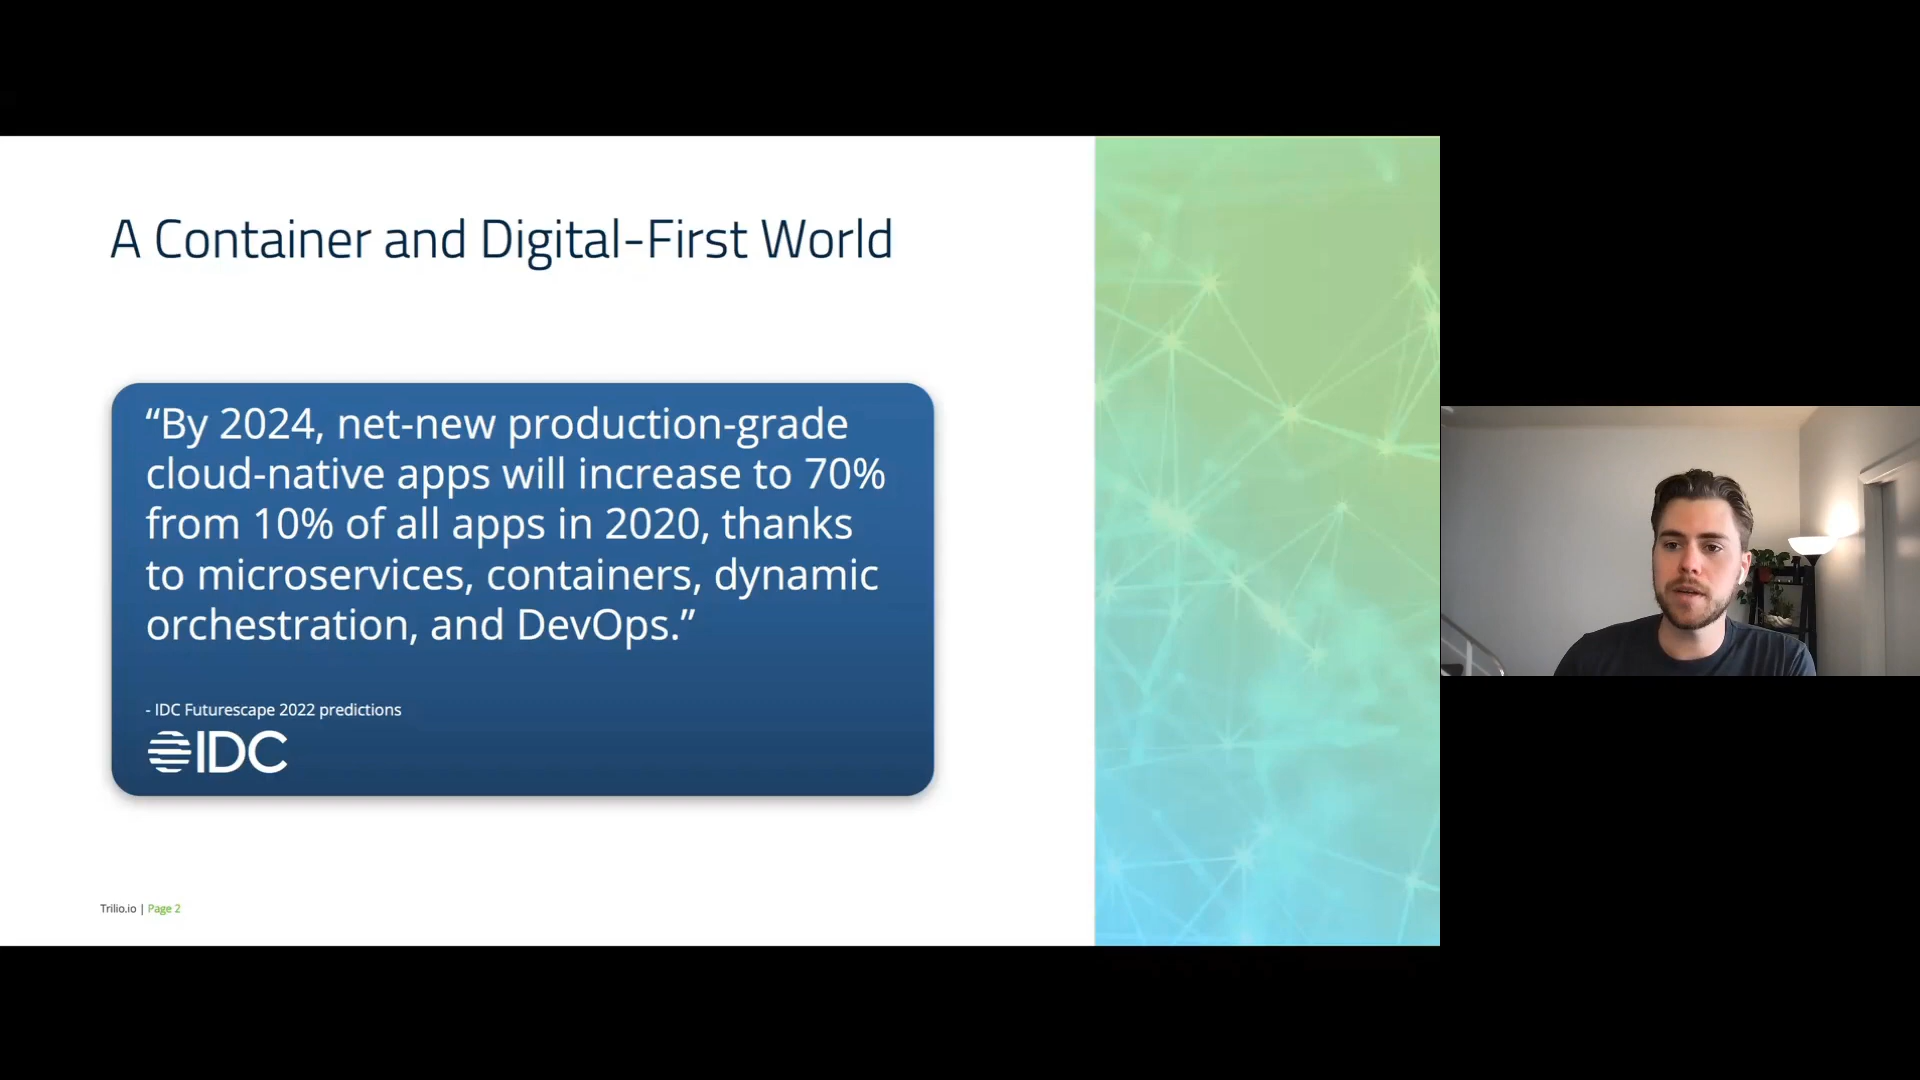 A Container and Digital-First World
“By 2024, net-new production-grade
cloud-native apps will increase to 70%
from 10% of all apps in 2020, thanks
to microservices, containers, dynamic
orchestration, and DevOps.”
- IDC Futurescape 2022 predictions
IDC
Trilio.io | Page 2